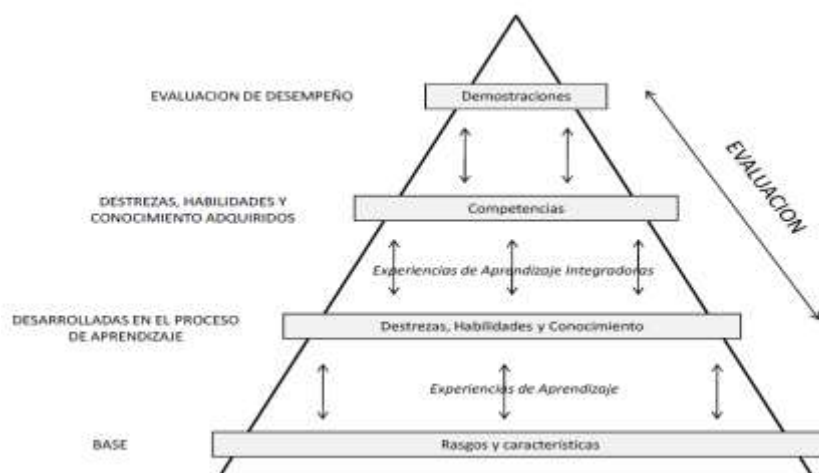 EVALUACION DE DESEMPEÑO
Demostraciones
EVALUACION
DESTREZAS, HABILIDADES Y
CONOCIMIENTO ADQUIRIDOS
Competencias
Experiencias de Aprendizaje Integradoras
DESARROLLADAS EN EL PROCESO
DE APRENDIZAJE
Destrezas, Habilidades y Conocimiento
Experiencias de Aprendizaje
BASE
Rasgos y características